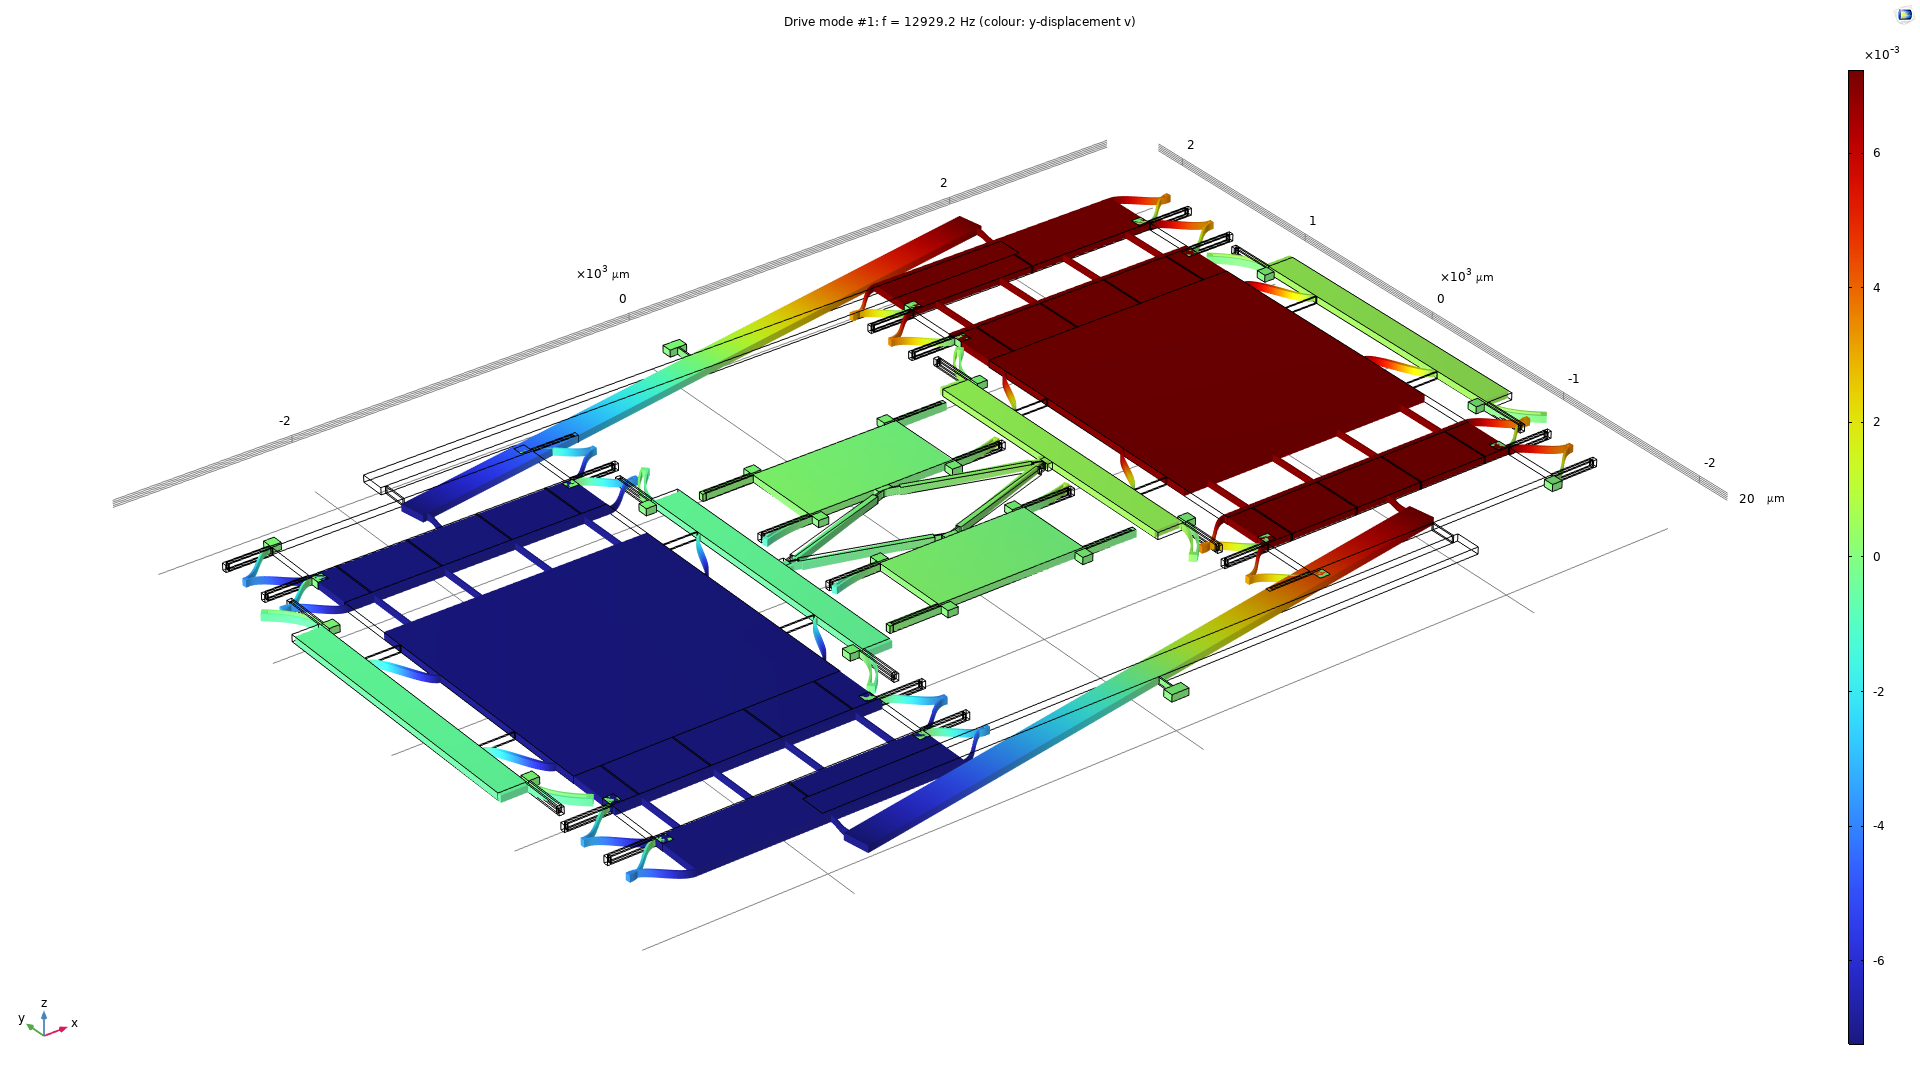 Drive mode #1: f = 12929.2 Hz (colour: y-displacement v)
×10⁻³
6
4
2
0
-2
-4
-6
2
×10³ µm
0
-2
2
1
×10³ µm
0
-1
-2
20 µm
z
y
x